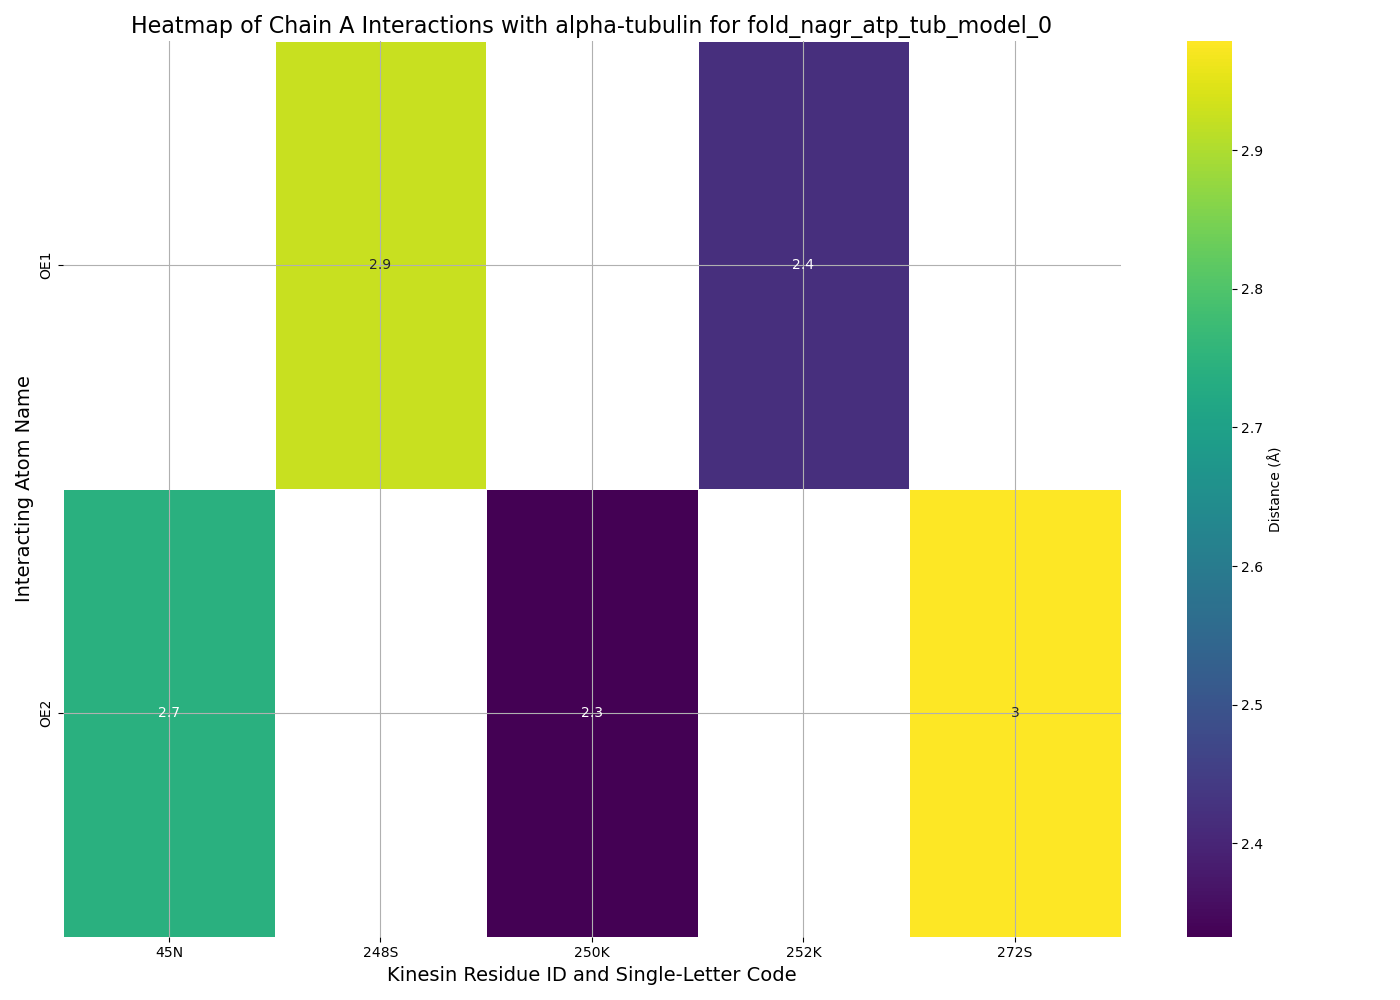 Heatmap of Chain A Interactions with alpha-tubulin for fold_nagr_atp_tub_model_0
Interacting Atom Name
OE1
OE2
2.9
2.4
2.7
2.3
3
45N
248S
250K
252K
272S
Kinesin Residue ID and Single-Letter Code
2.9
2.8
2.7
2.6
2.5
2.4
Distance (Å)